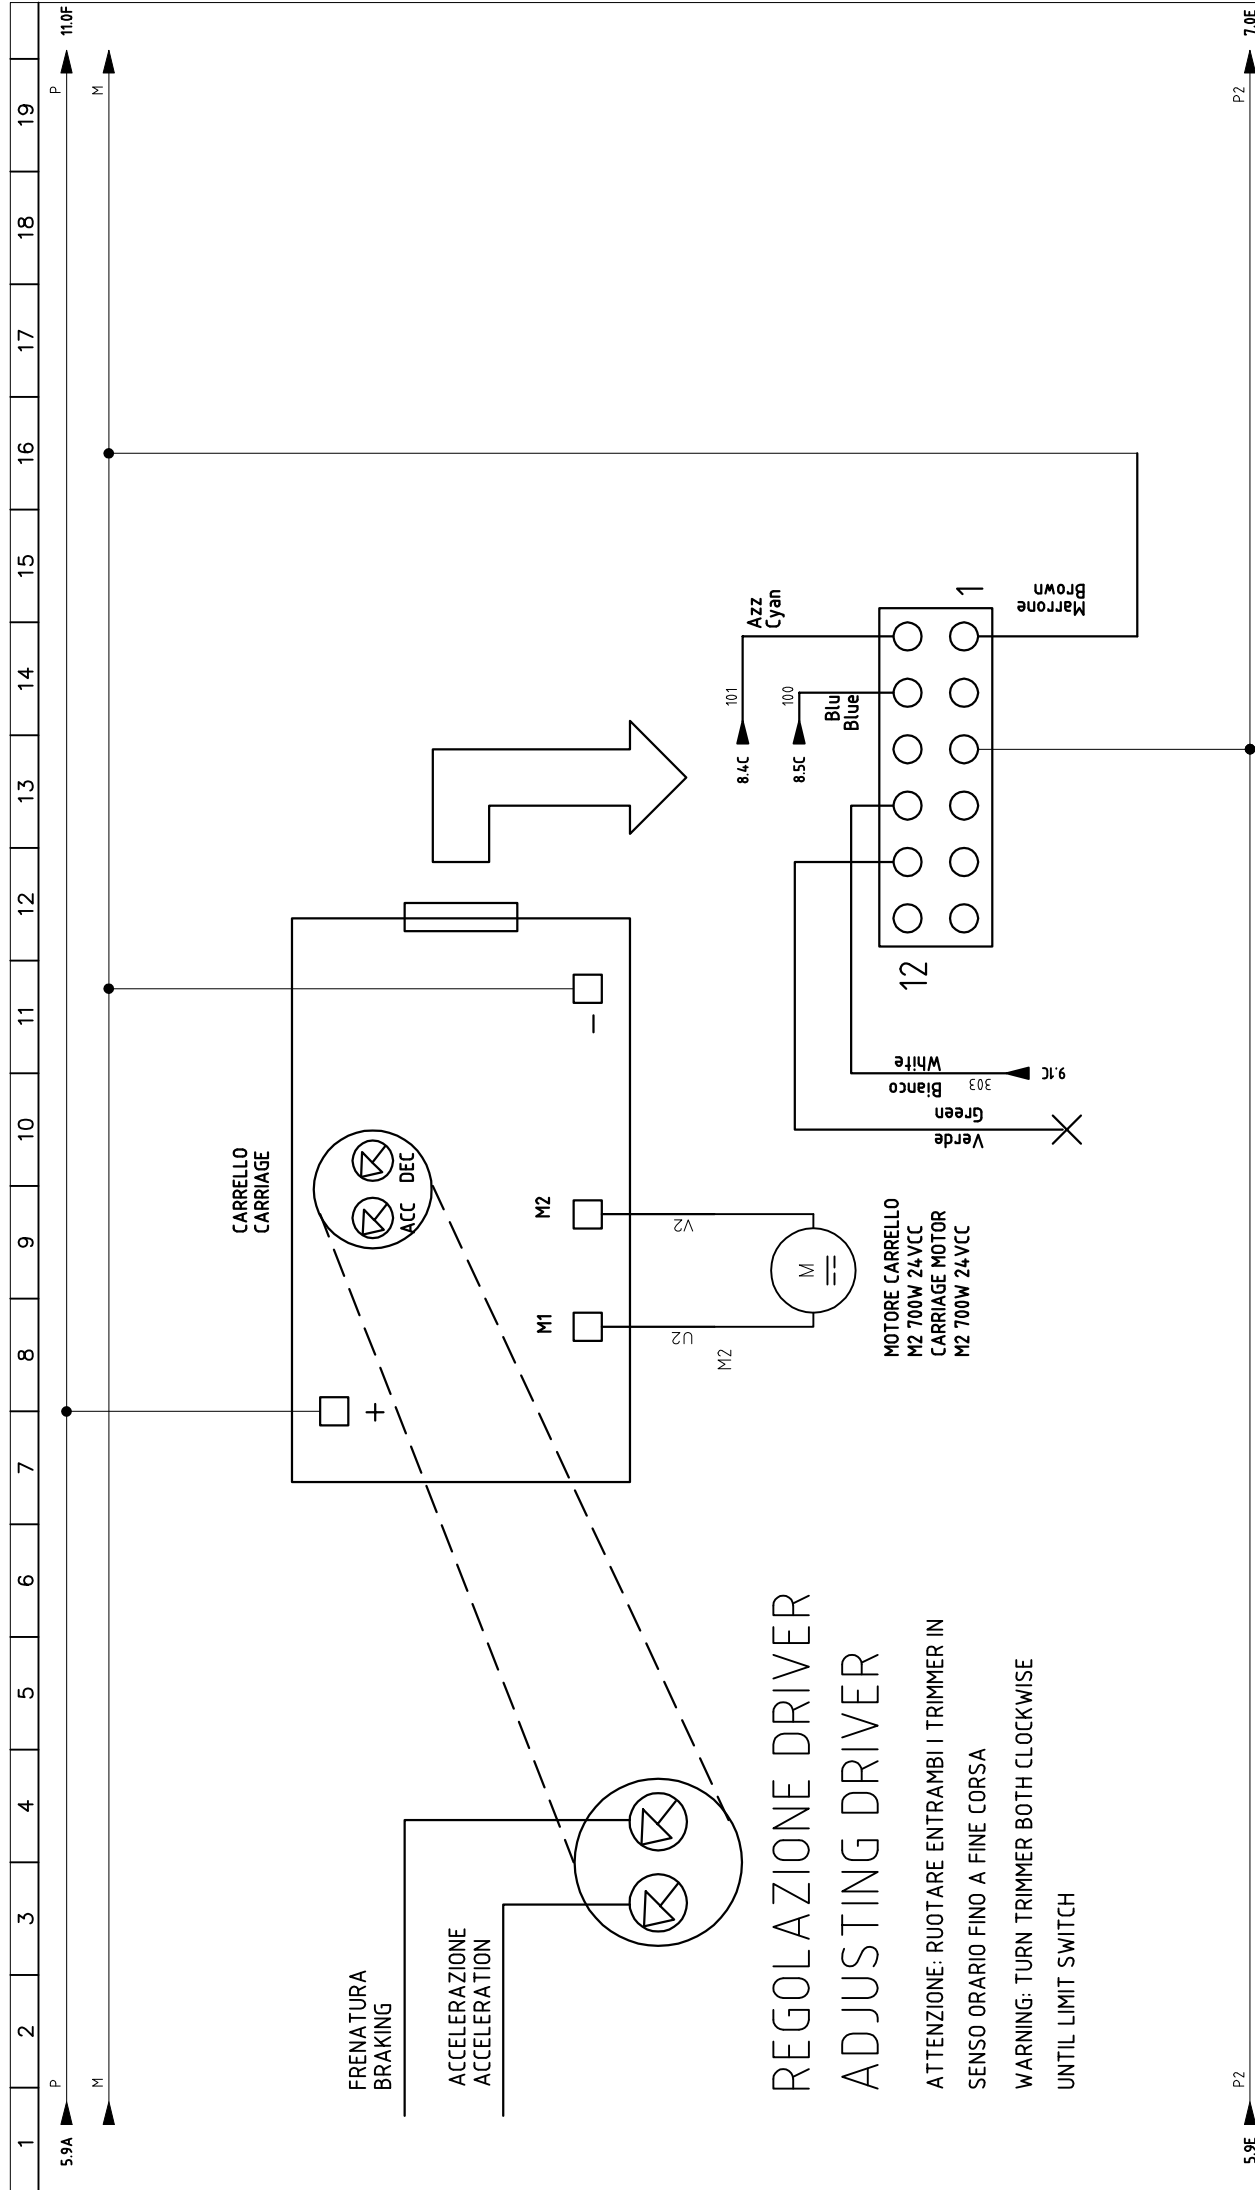 1 2 3 4 5 6 7 8 9 10 11 12 13 14 15 16 17 18 19
5.9A
P
P
11.0F
M
M
CARRELLO
CARRIAGE
FRENATURA
BRAKING
ACCELERAZIONE
ACCELERATION
+
ACC
DEC
M1
M2
-
U2
V2
M2
M
MOTORE CARRELLO
M2 700W 24VCC
CARRIAGE MOTOR
M2 700W 24VCC
8.4C
101
Azz
Cyan
8.5C
100
Blu
Blue
12
1
Marrone
Brown
Bianco
White
303
9.1C
Verde
Green
REGOLAZIONE DRIVER
ADJUSTING DRIVER
ATTENZIONE: RUOTARE ENTRAMBI I TRIMMER IN
SENSO ORARIO FINO A FINE CORSA
WARNING: TURN TRIMMER BOTH CLOCKWISE
UNTIL LIMIT SWITCH
P2
P2